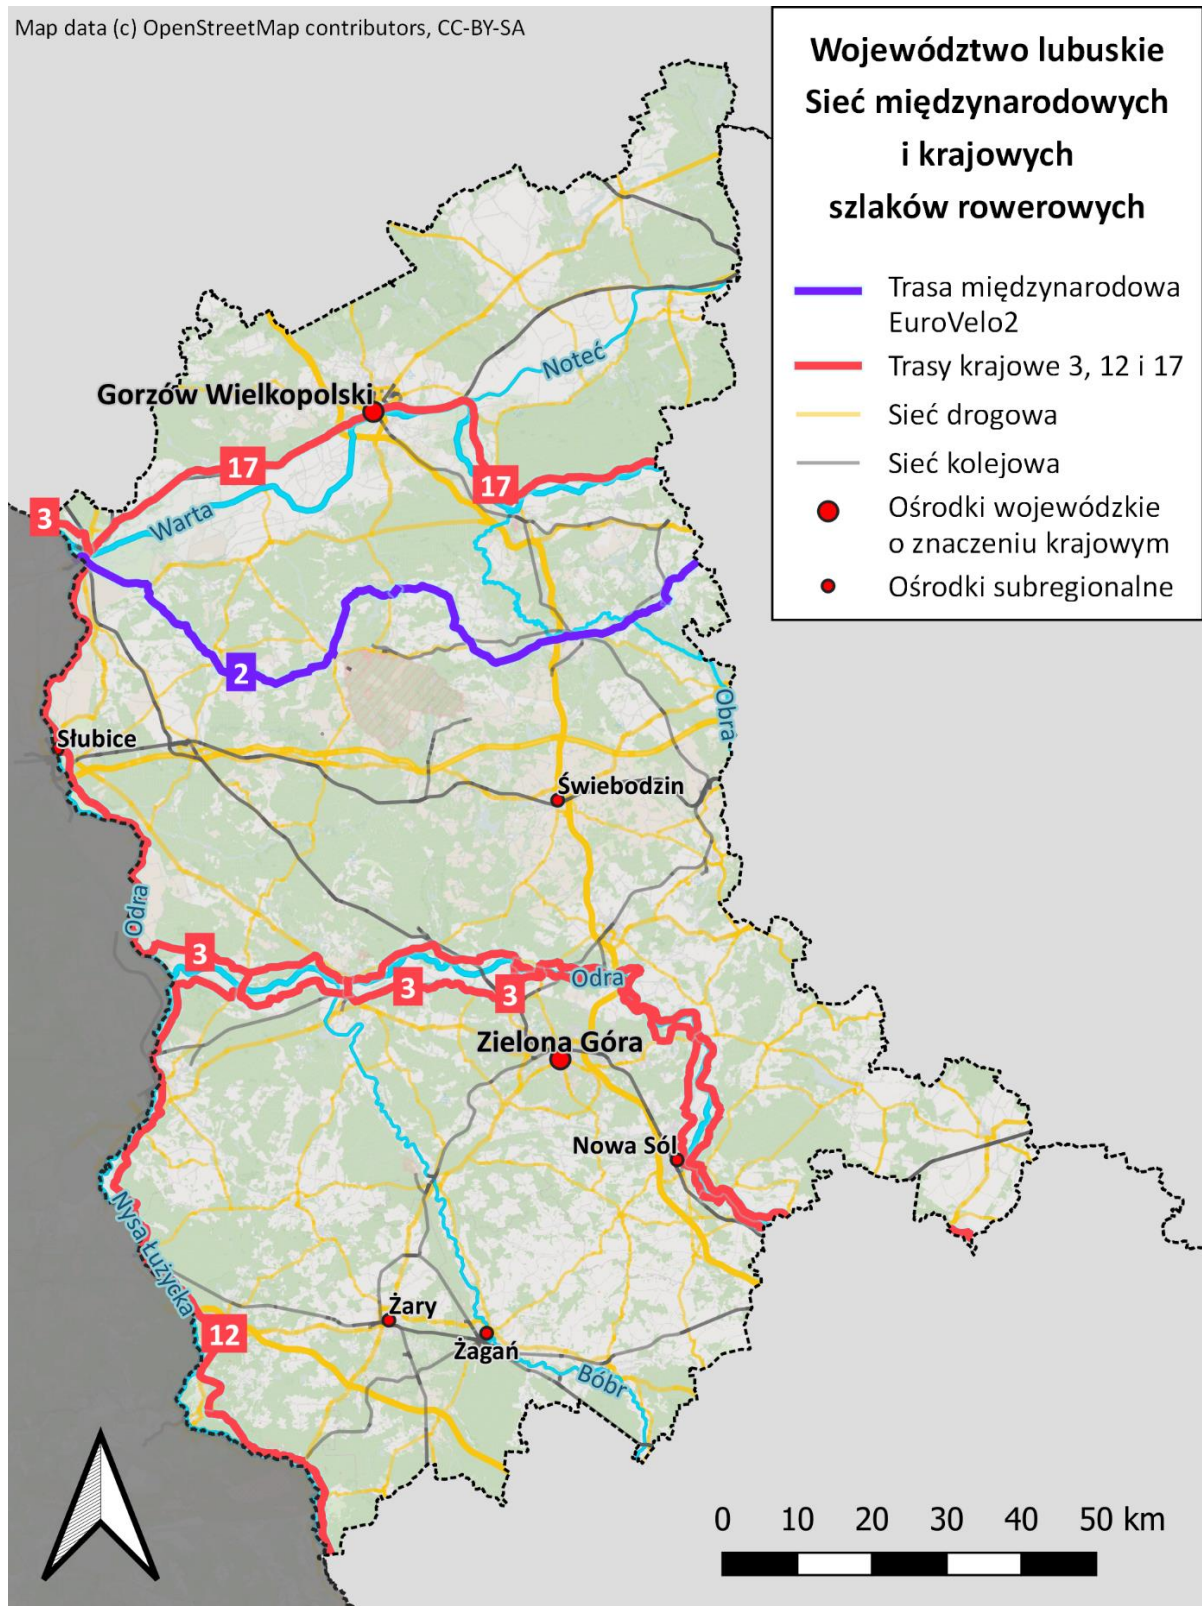 Map data (c) OpenStreetMap contributors, CC-BY-SA
Województwo lubuskie
Sieć międzynarodowych
i krajowych
szlaków rowerowych
Trasa międzynarodowa
EuroVelo2
Trasy krajowe 3, 12 i 17
Sieć drogowa
Sieć kolejowa
Ośrodki wojewódzkie
o znaczeniu krajowym
Ośrodki subregionalne
Noteć
Gorzów Wielkopolski
17
17
3
Warta
2
Obra
Słubice
Świebodzin
Odra
3
3
3
Odra
Zielona Góra
Nowa Sól
Nysa Łużycka
Żary
12
Żagań
Bóbr
0 10 20 30 40 50 km